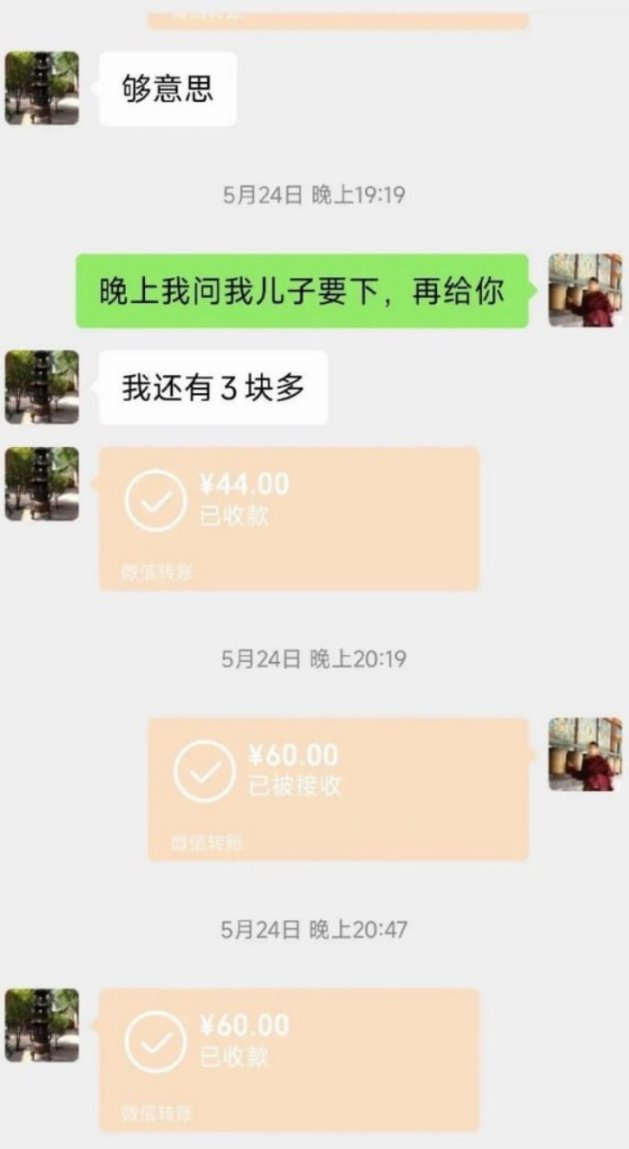 够意思
5月24日 晚上19:19
晚上我问我儿子要下，再给你
我还有3块多
¥44.00
已收款
微信转账
5月24日 晚上20:19
¥60.00
已被接收
微信转账
5月24日 晚上20:47
¥60.00
已收款
微信转账